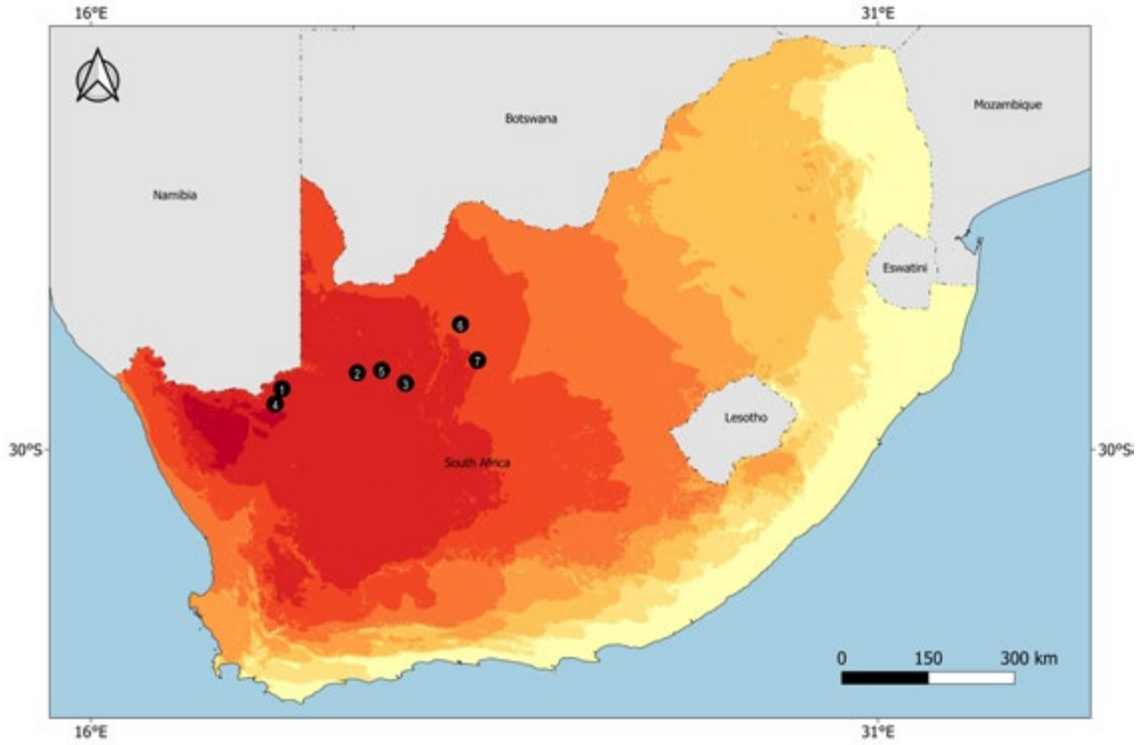 16°E 31°E
Mozambique
Botswana
Namibia
Eswatini
6
7
2 5 3
1
4
Lesotho
30°S 30°S
South Africa
0 150 300 km
16°E 31°E